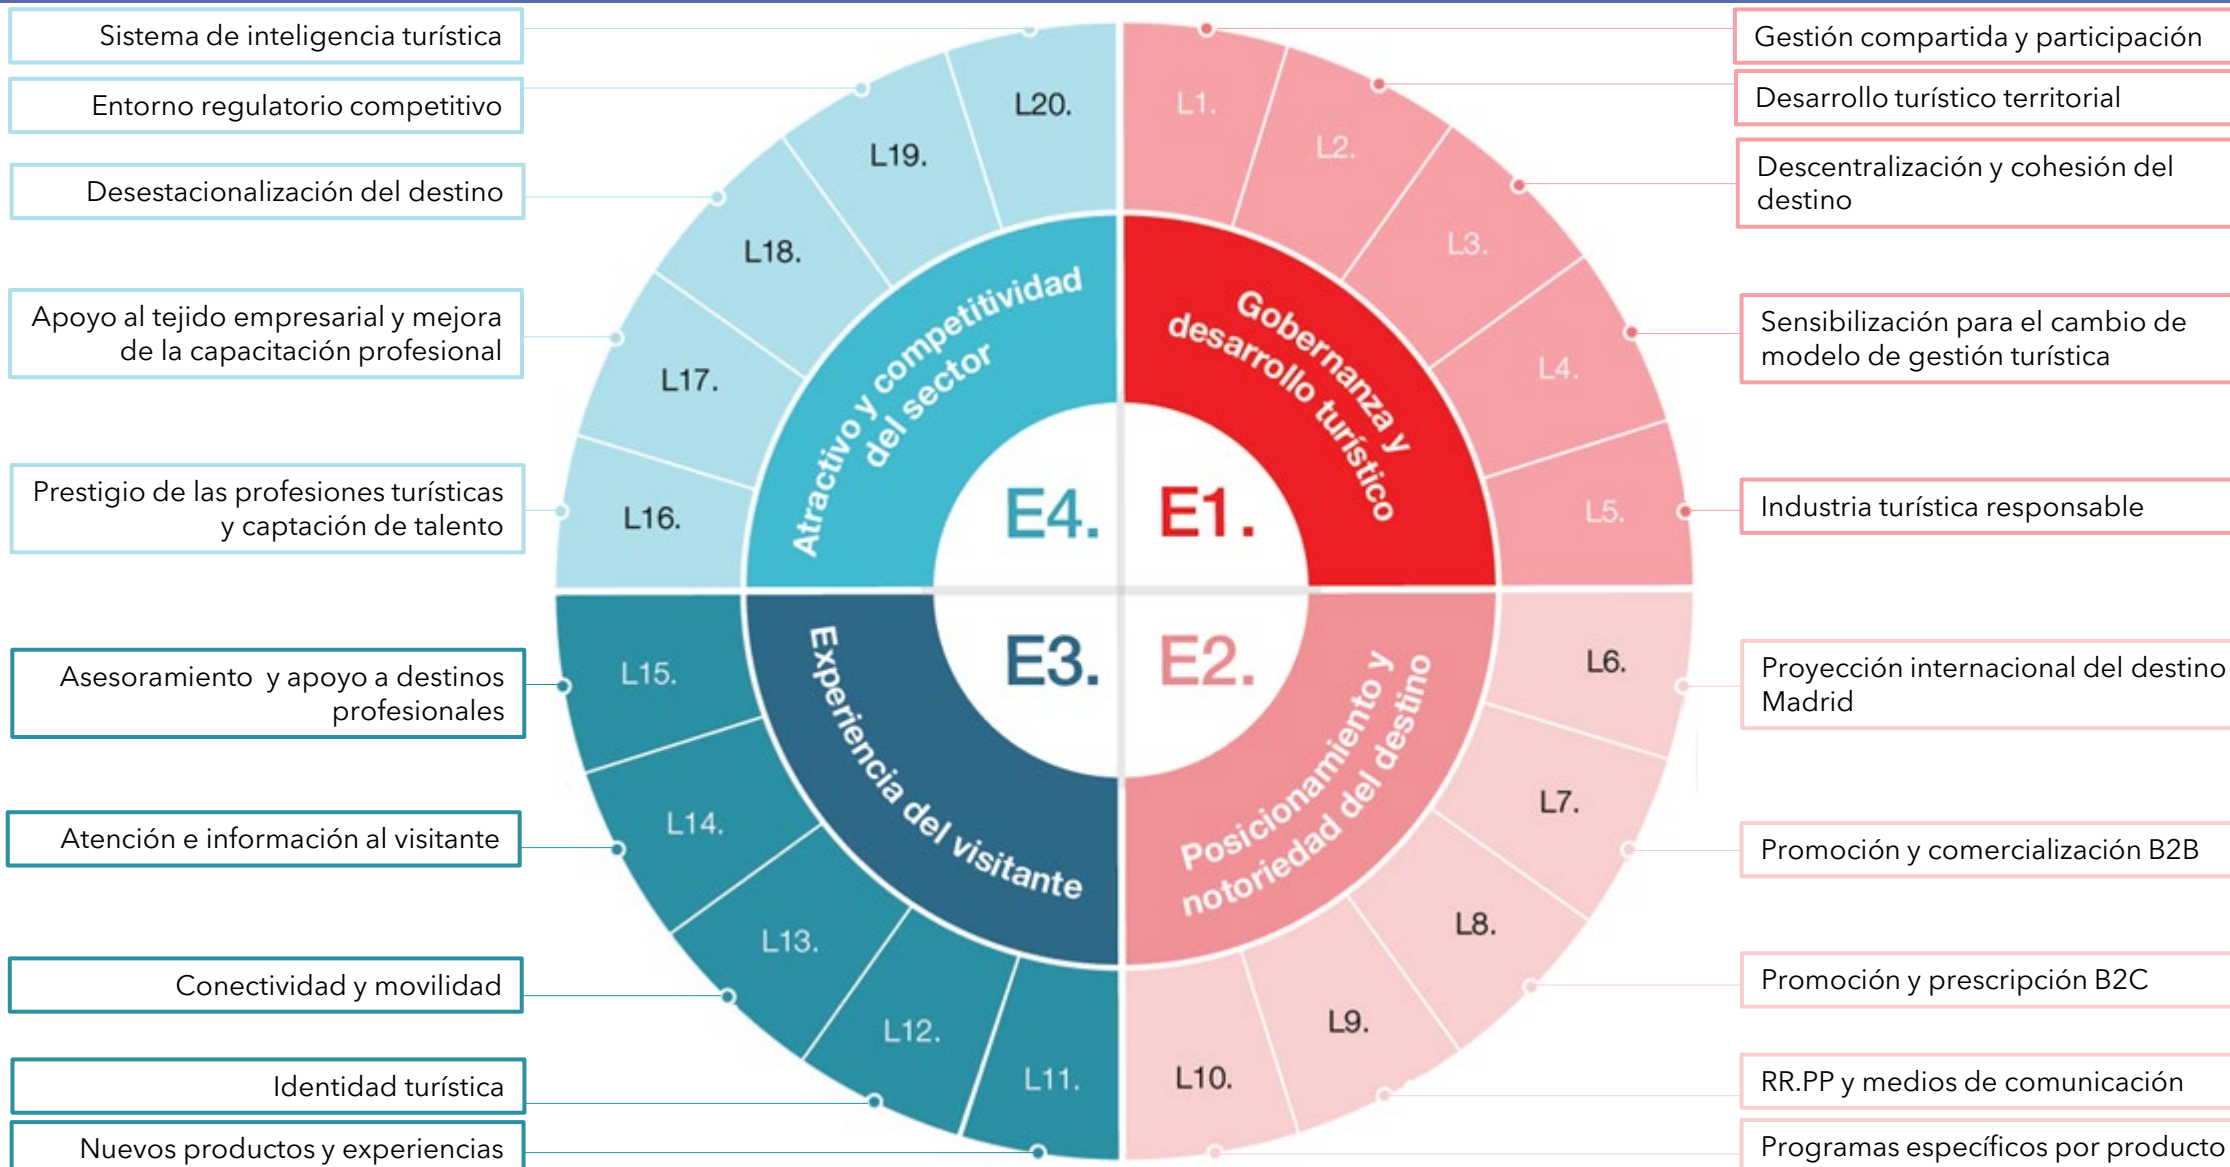 Sistema de inteligencia turística
Entorno regulatorio competitivo
Desestacionalización del destino
Apoyo al tejido empresarial y mejora
de la capacitación profesional
Prestigio de las profesiones turísticas
y captación de talento
Asesoramiento y apoyo a destinos
profesionales
Atención e información al visitante
Conectividad y movilidad
Identidad turística
Nuevos productos y experiencias
L20.
L19.
L18.
L17.
L16.
L15.
L14.
L13.
L12.
L11.
L1.
L2.
L3.
L4.
L5.
L6.
L7.
L8.
L9.
L10.
Atractivo y competitividad
del sector
Gobernanza y
desarrollo turístico
Experiencia del visitante
Posicionamiento y
notoriedad del destino
E4.
E1.
E3.
E2.
Gestión compartida y participación
Desarrollo turístico territorial
Descentralización y cohesión del
destino
Sensibilización para el cambio de
modelo de gestión turística
Industria turística responsable
Proyección internacional del destino
Madrid
Promoción y comercialización B2B
Promoción y prescripción B2C
RR.PP y medios de comunicación
Programas específicos por producto